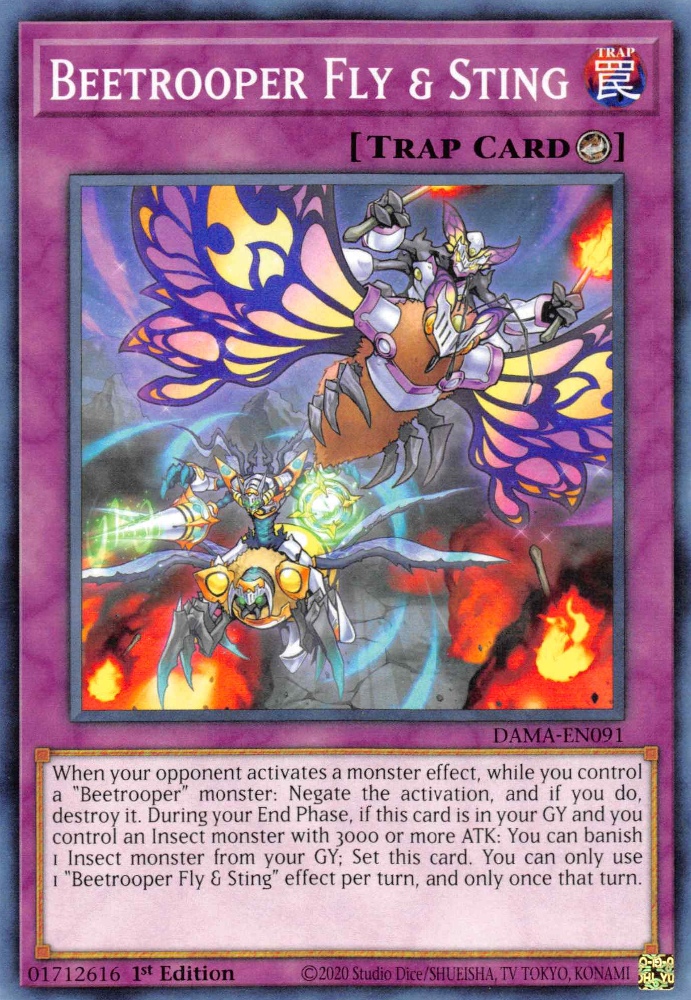 BEETROOPER FLY & STING
TRAP
罠
[TRAP CARD]
DAMA-EN091
When your opponent activates a monster effect, while you control
a "Beetrooper" monster: Negate the activation, and if you do,
destroy it. During your End Phase, if this card is in your GY and you
control an Insect monster with 3000 or more ATK: You can banish
1 Insect monster from your GY; Set this card. You can only use
1 "Beetrooper Fly & Sting" effect per turn, and only once that turn.
01712616 1st Edition ©2020 Studio Dice/SHUEISHA, TV TOKYO, KONAMI